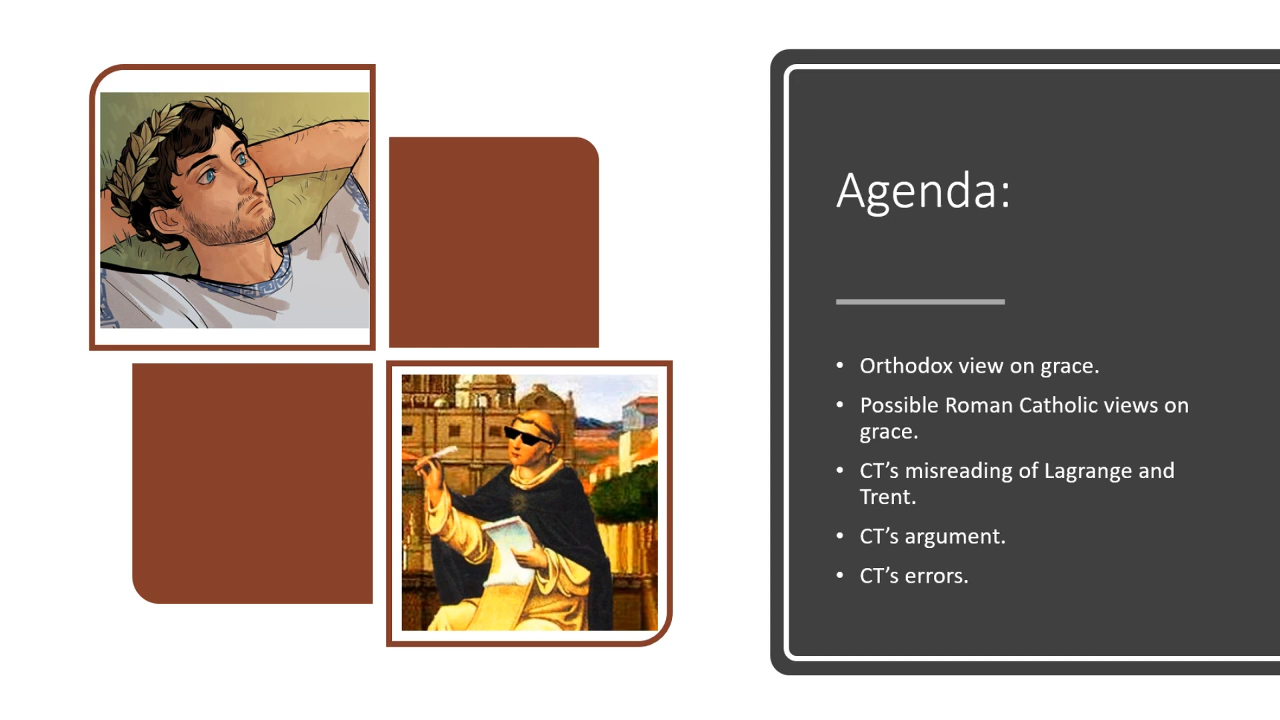 Agenda:
• Orthodox view on grace.
• Possible Roman Catholic views on
grace.
• CT’s misreading of Lagrange and
Trent.
• CT’s argument.
• CT’s errors.